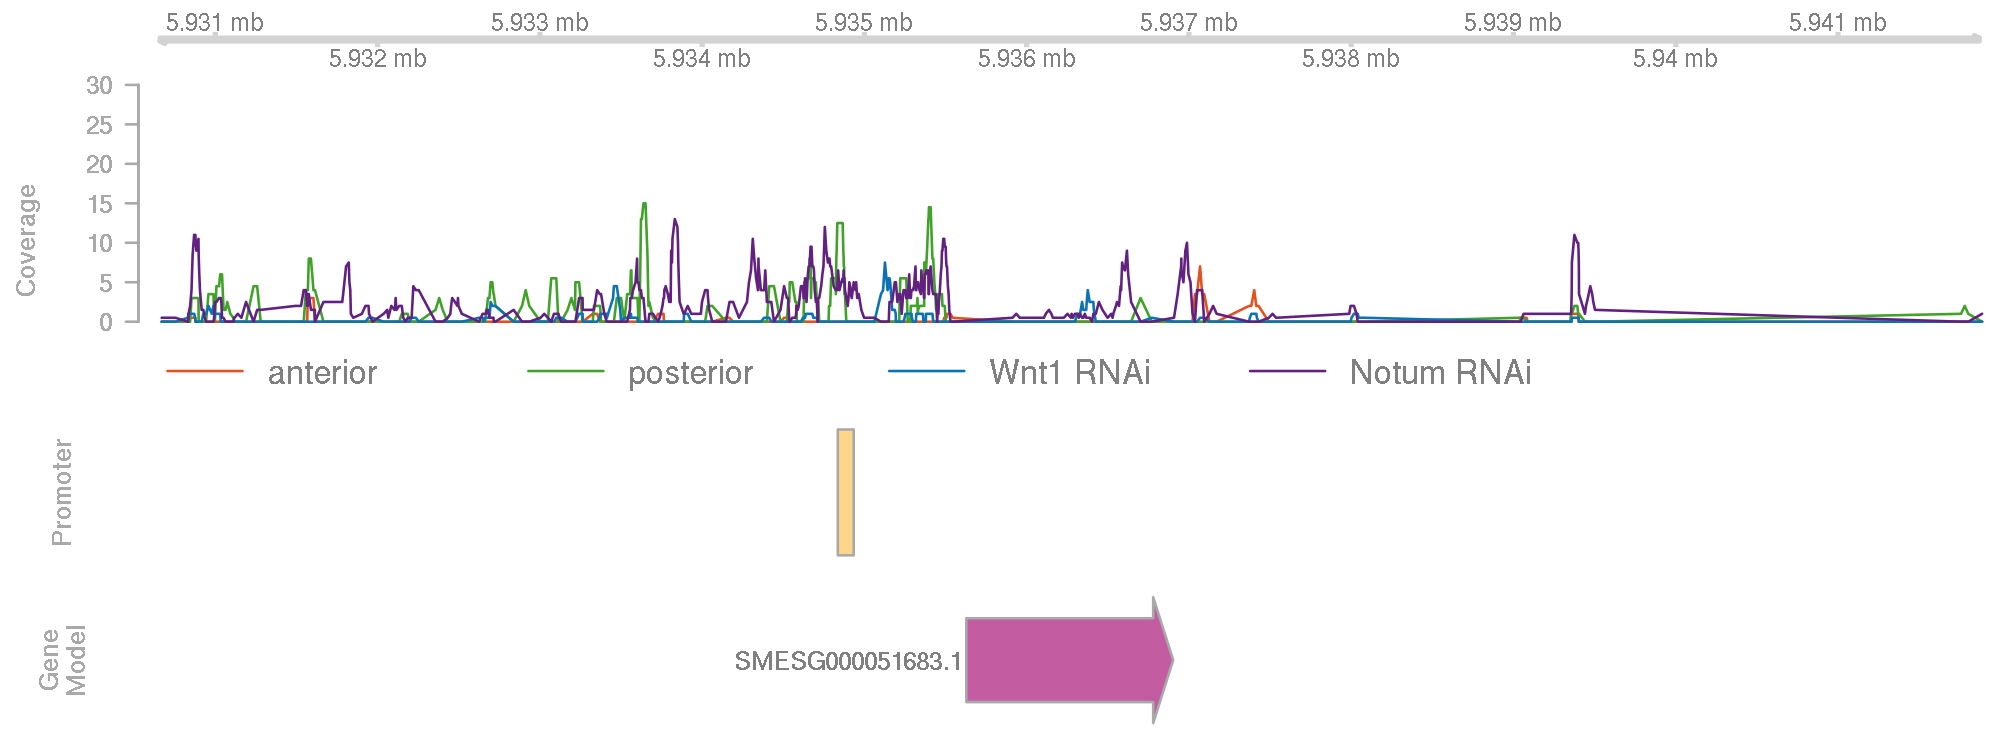 5.931 mb 5.933 mb 5.935 mb 5.937 mb 5.939 mb 5.941 mb
5.932 mb 5.934 mb 5.936 mb 5.938 mb 5.94 mb
30
25
20
15
10
5
0
Coverage
anterior posterior Wnt1 RNAi Notum RNAi
Promoter
Gene
Model
SMESG000051683.1